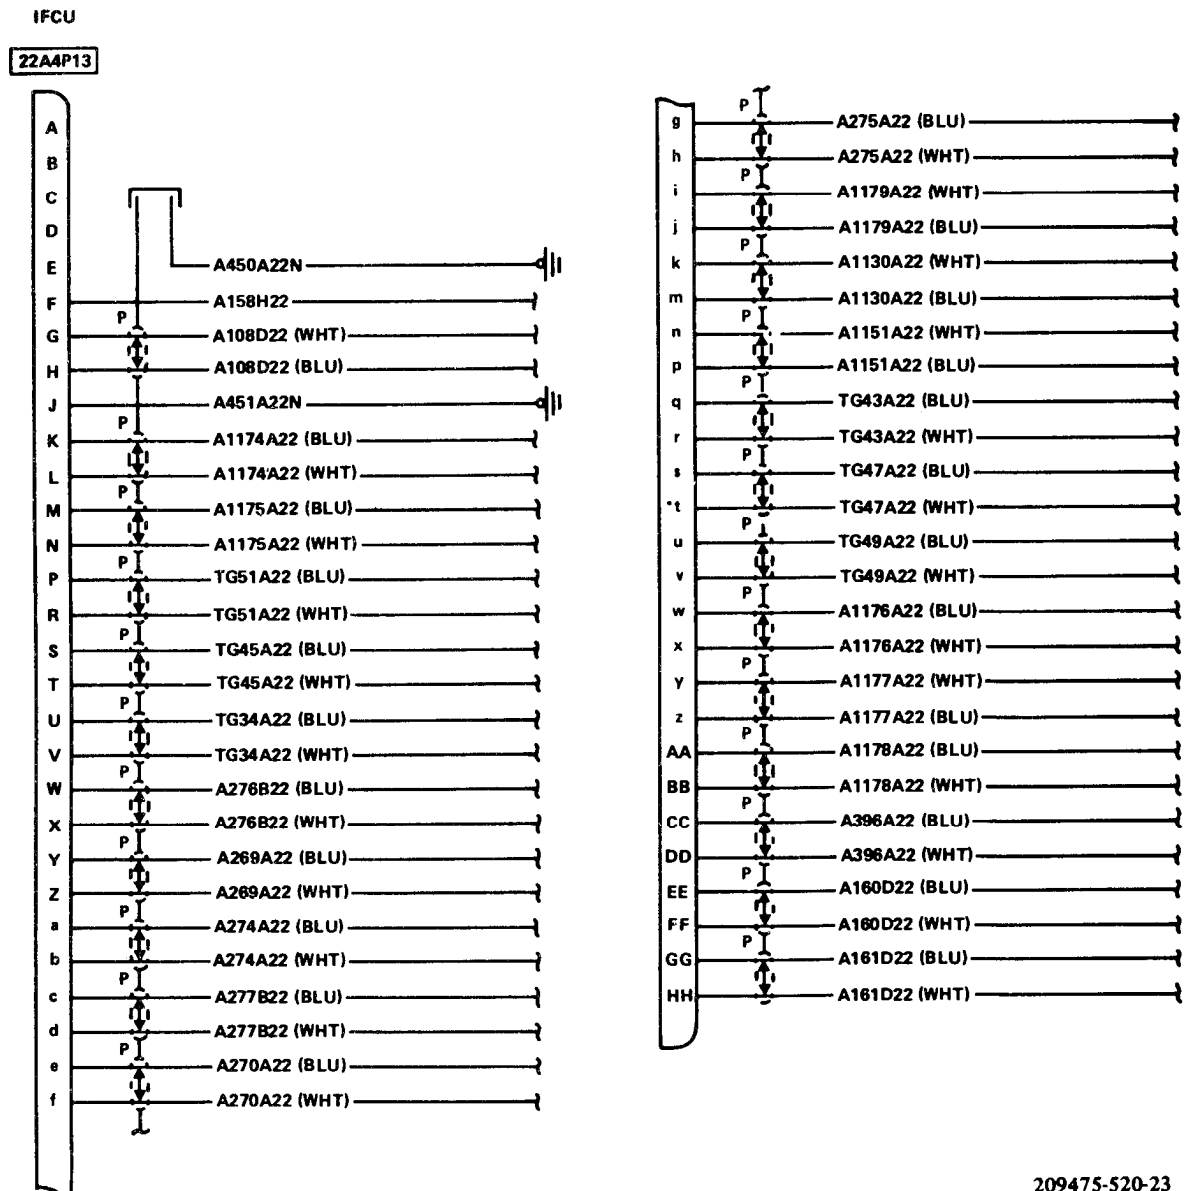 IFCU
22A4P13
A
B
C
D
E A450A22N
F A158H22
P
G A108D22 (WHT)
H A108D22 (BLU)
J A451A22N
P
K A1174A22 (BLU)
L A1174A22 (WHT)
P
M A1175A22 (BLU)
N A1175A22 (WHT)
P
P TG51A22 (BLU)
R TG51A22 (WHT)
P
S TG45A22 (BLU)
T TG45A22 (WHT)
P
U TG34A22 (BLU)
V TG34A22 (WHT)
P
W A276B22 (BLU)
X A276B22 (WHT)
P
Y A269A22 (BLU)
Z A269A22 (WHT)
P
a A274A22 (BLU)
b A274A22 (WHT)
P
c A277B22 (BLU)
d A277B22 (WHT)
P
e A270A22 (BLU)
f A270A22 (WHT)
P
g A275A22 (BLU)
h A275A22 (WHT)
P
i A1179A22 (WHT)
j A1179A22 (BLU)
P
k A1130A22 (WHT)
m A1130A22 (BLU)
P
n A1151A22 (WHT)
p A1151A22 (BLU)
P
q TG43A22 (BLU)
r TG43A22 (WHT)
P
s TG47A22 (BLU)
t TG47A22 (WHT)
P
u TG49A22 (BLU)
v TG49A22 (WHT)
P
w A1176A22 (BLU)
x A1176A22 (WHT)
P
y A1177A22 (WHT)
z A1177A22 (BLU)
P
AA A1178A22 (BLU)
BB A1178A22 (WHT)
P
CC A396A22 (BLU)
DD A396A22 (WHT)
P
EE A160D22 (BLU)
FF A160D22 (WHT)
P
GG A161D22 (BLU)
HH A161D22 (WHT)
209475-520-23